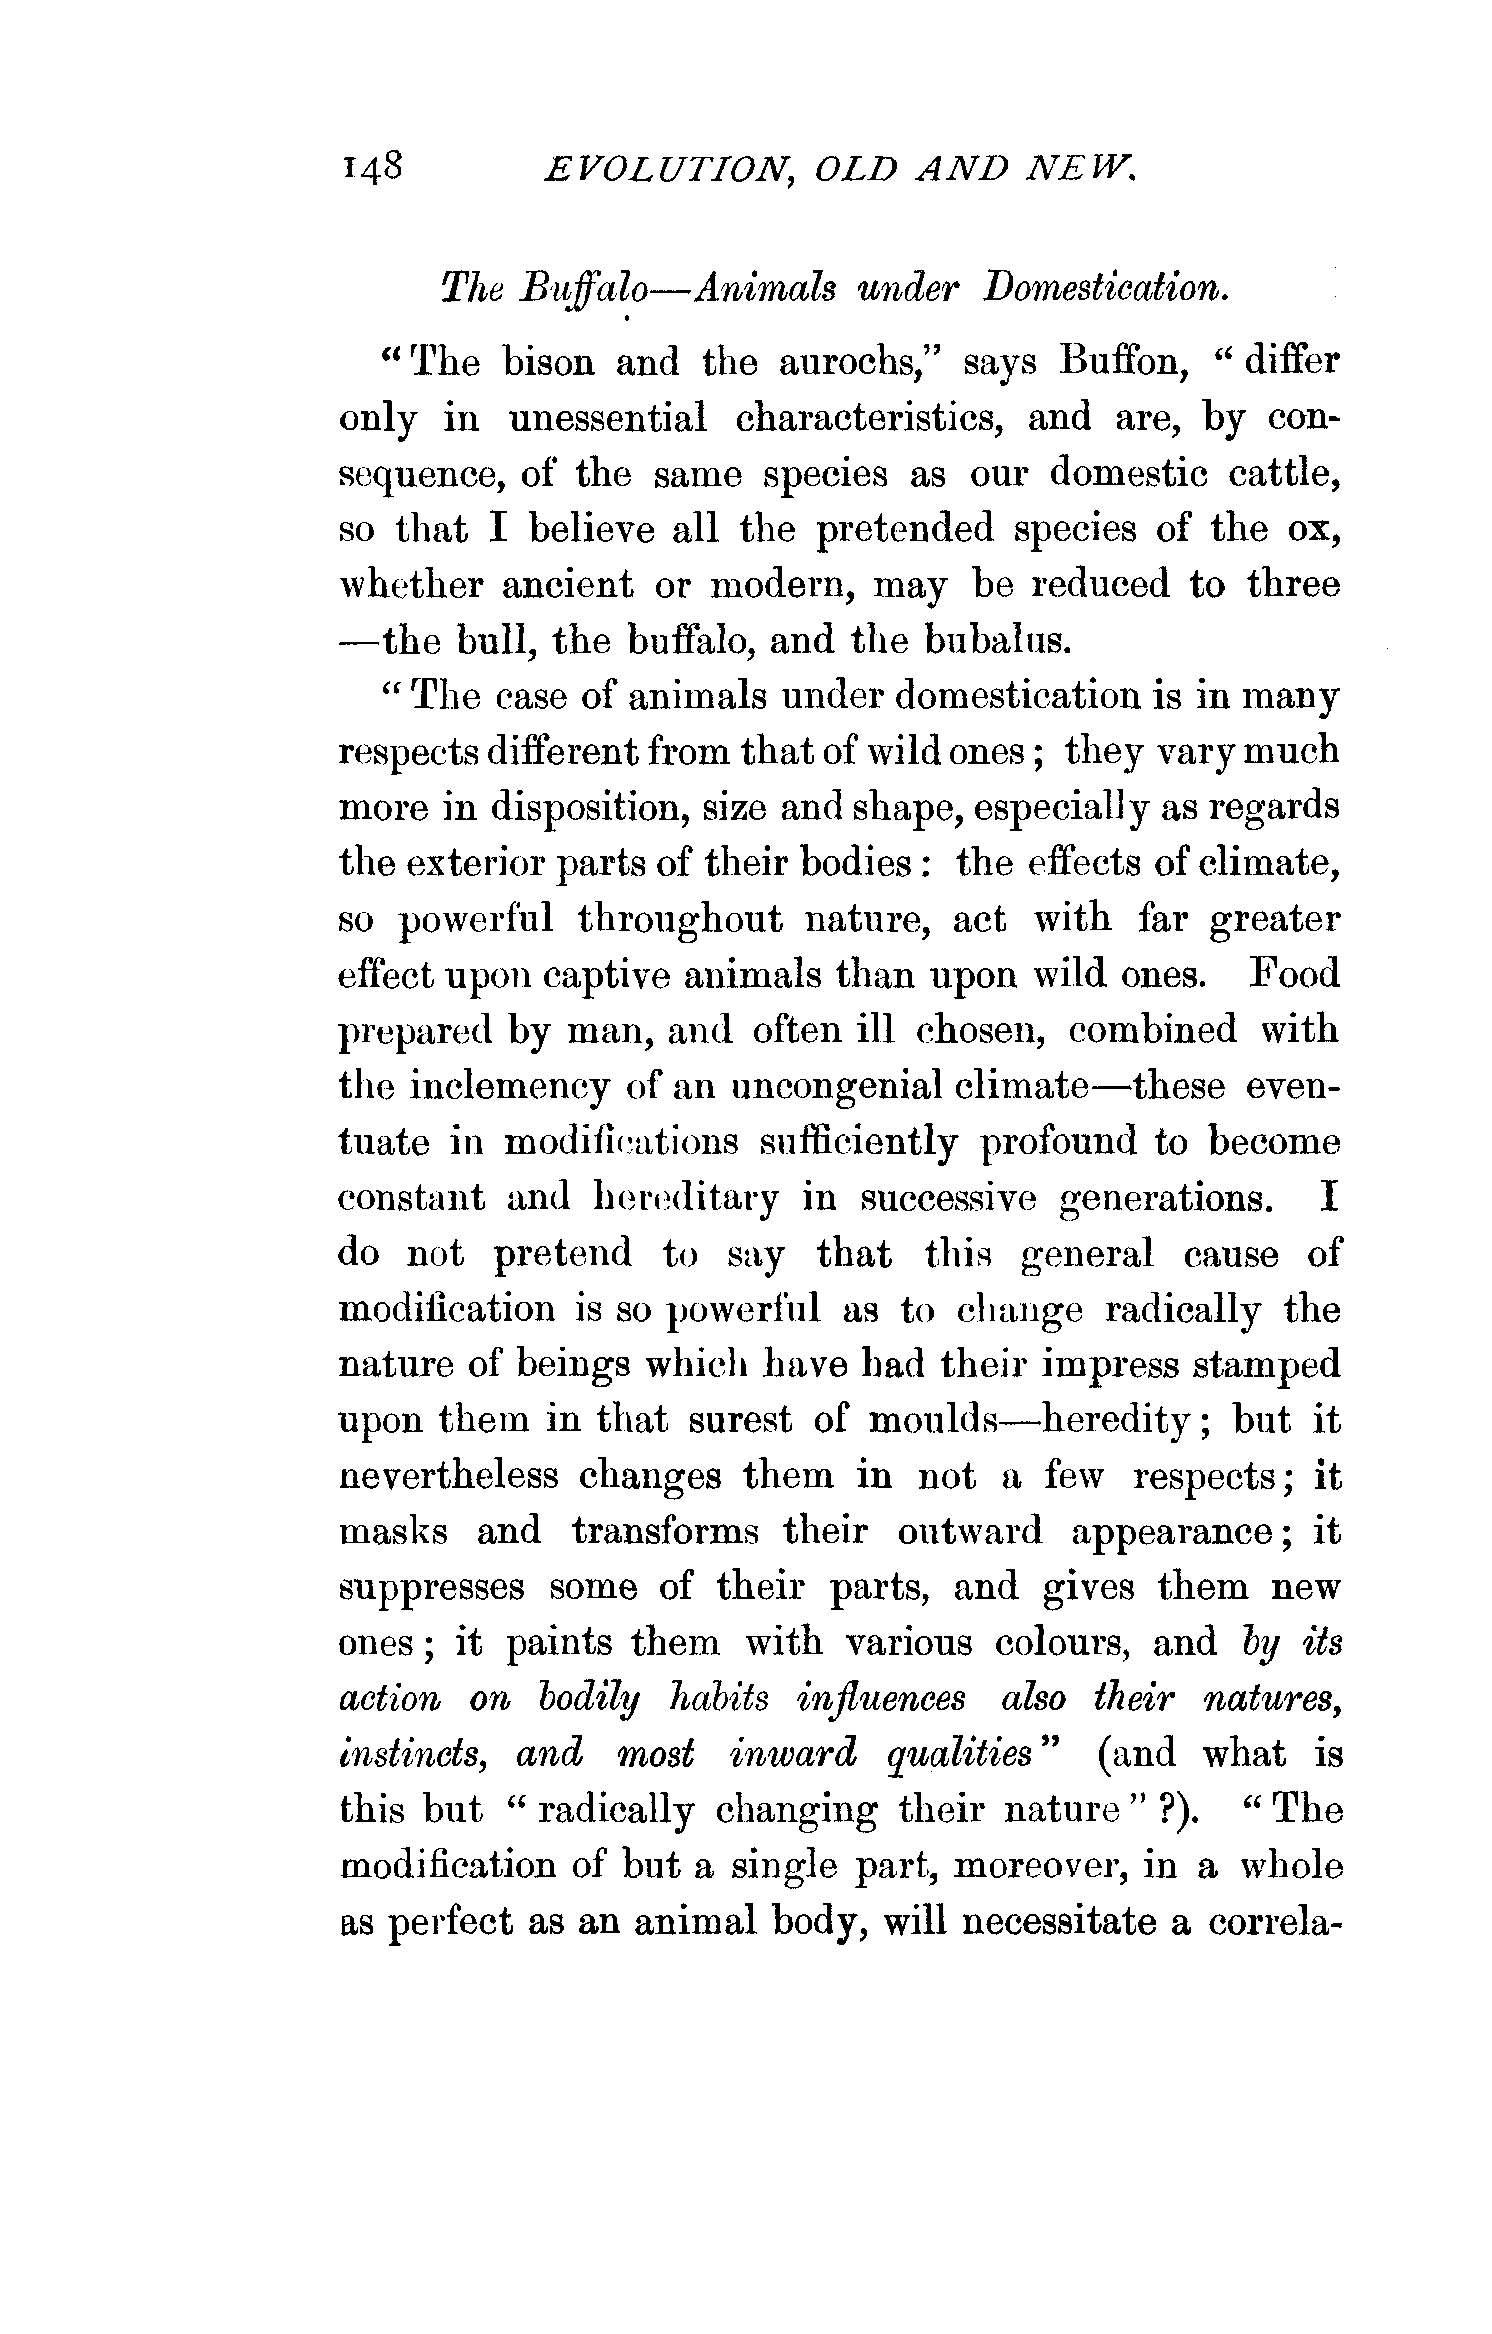 148 EVOLUTION, OLD AND NEW.
The Buffalo—Animals under Domestication.
“The bison and the aurochs,” says Buffon, “differ
only in unessential characteristics, and are, by con-
sequence, of the same species as our domestic cattle,
so that I believe all the pretended species of the ox,
whether ancient or modern, may be reduced to three
—the bull, the buffalo, and the bubalus.
“The case of animals under domestication is in many
respects different from that of wild ones; they vary much
more in disposition, size and shape, especially as regards
the exterior parts of their bodies: the effects of climate,
so powerful throughout nature, act with far greater
effect upon captive animals than upon wild ones. Food
prepared by man, and often ill chosen, combined with
the inclemency of an uncongenial climate—these even-
tuate in modifications sufficiently profound to become
constant and hereditary in successive generations. I
do not pretend to say that this general cause of
modification is so powerful as to change radically the
nature of beings which have had their impress stamped
upon them in that surest of moulds—heredity; but it
nevertheless changes them in not a few respects; it
masks and transforms their outward appearance; it
suppresses some of their parts, and gives them new
ones; it paints them with various colours, and by its
action on bodily habits influences also their natures,
instincts, and most inward qualities” (and what is
this but “radically changing their nature”?). “The
modification of but a single part, moreover, in a whole
as perfect as an animal body, will necessitate a correla-